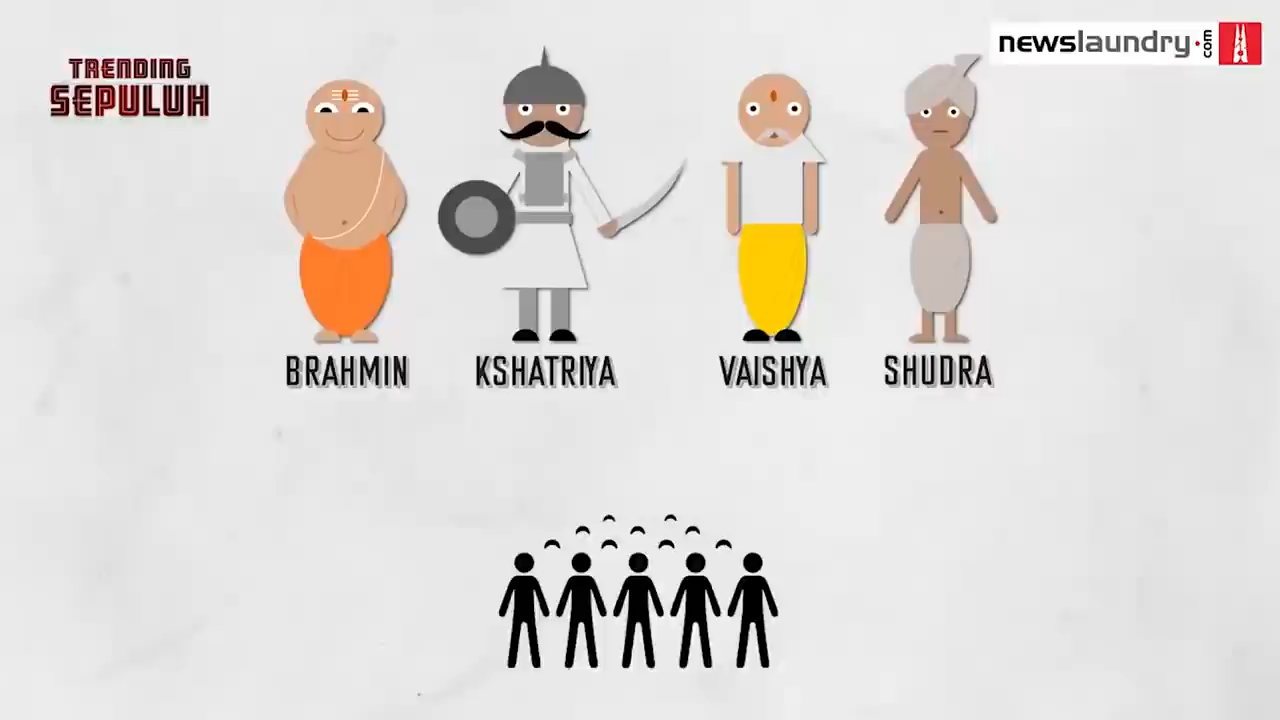 TRENDING
SEPULUH
newslaundry.com
BRAHMIN
KSHATRIYA
VAISHYA
SHUDRA